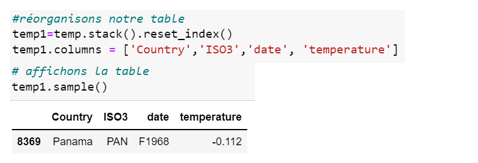 #réorganisons notre table
temp1=temp.stack().reset_index()
temp1.columns = ['Country','ISO3','date', 'temperature']
# affichons la table
temp1.sample()
Country ISO3 date temperature
8369 Panama PAN F1968 -0.112